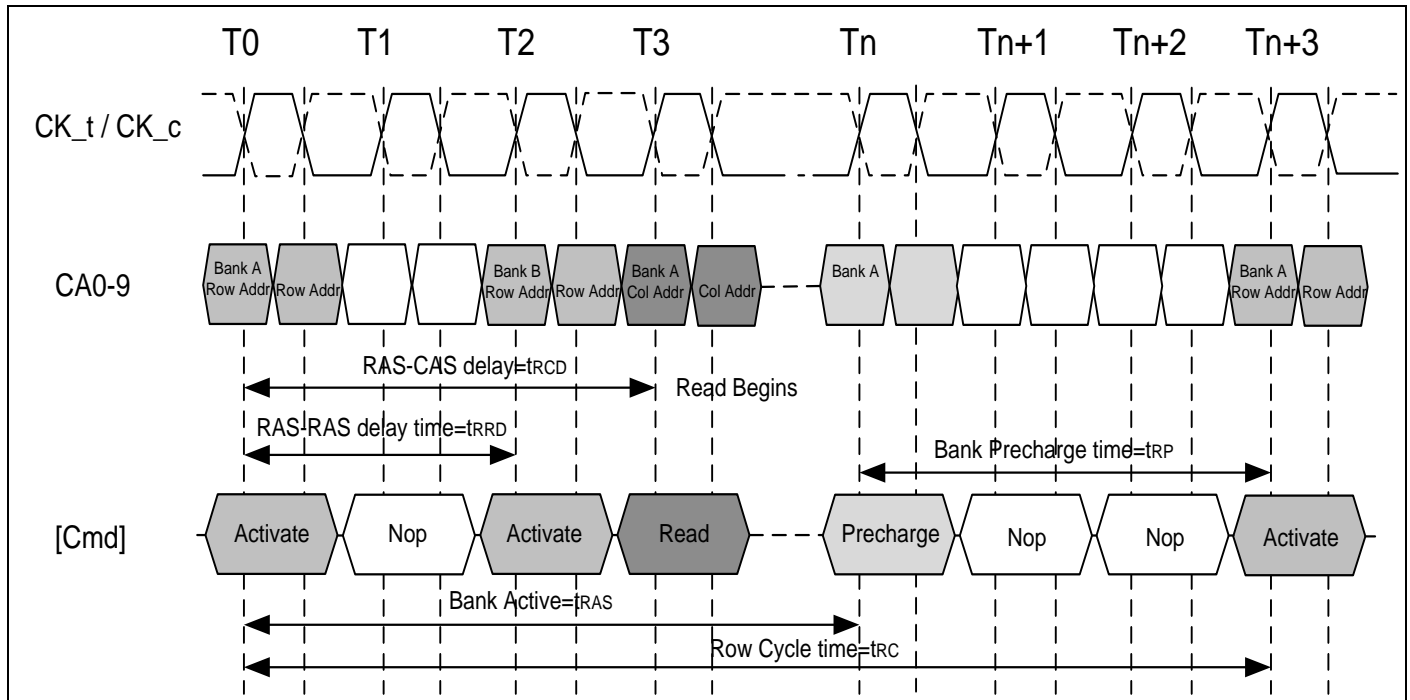 T0 T1 T2 T3 Tn Tn+1 Tn+2 Tn+3
CK_t / CK_c
CA0-9
Bank A
Row Addr
Row Addr
Bank B
Row Addr
Row Addr
Bank A
Col Addr
Col Addr
Bank A
Bank A
Row Addr
Row Addr
RAS-CAS delay=tRCD
Read Begins
RAS-RAS delay time=tRRD
Bank Precharge time=tRP
[Cmd]
Activate Nop Activate Read Precharge Nop Nop Activate
Bank Active=tRAS
Row Cycle time=tRC